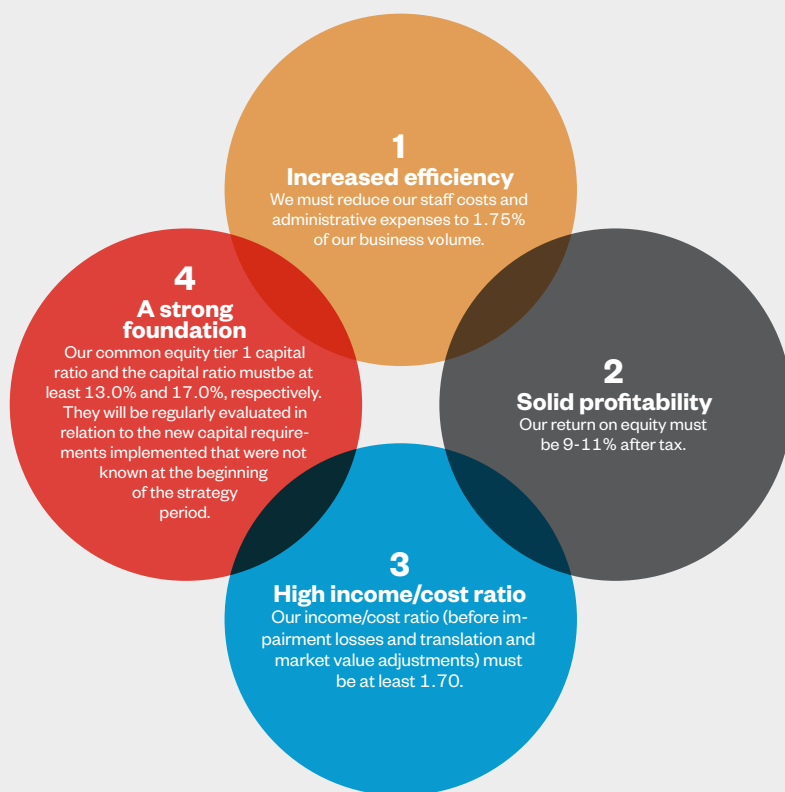 1
Increased efficiency
We must reduce our staff costs and
administrative expenses to 1.75%
of our business volume.
2
Solid profitability
Our return on equity must
be 9-11% after tax.
3
High income/cost ratio
Our income/cost ratio (before im-
pairment losses and translation and
market value adjustments) must
be at least 1.70.
4
A strong
foundation
Our common equity tier 1 capital
ratio and the capital ratio mustbe at
least 13.0% and 17.0%, respectively.
They will be regularly evaluated in
relation to the new capital require-
ments implemented that were not
known at the beginning
of the strategy
period.